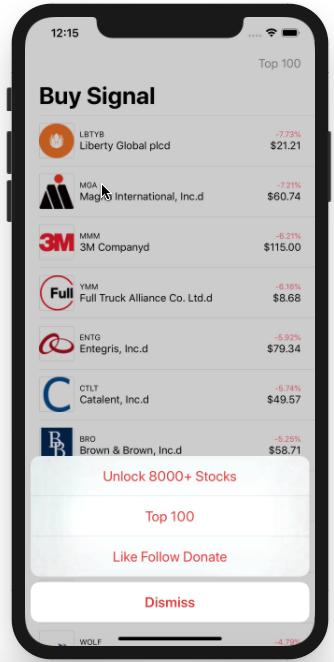 12:15
Top 100
Buy Signal
LBTYB
-7.73%
Liberty Global plcd
$21.21
MGA
-7.21%
Magna International, Inc.d
$60.74
3M
MMM
-6.21%
3M Companyd
$115.00
Full
YMM
-6.16%
Full Truck Alliance Co. Ltd.d
$8.68
ENTG
-5.92%
Entegris, Inc.d
$79.34
C
CTLT
-5.74%
Catalent, Inc.d
$49.57
B B
BRO
-5.25%
Brown & Brown, Inc.d
$58.71
Unlock 8000+ Stocks
Top 100
Like Follow Donate
Dismiss
WOLF
-4.79%